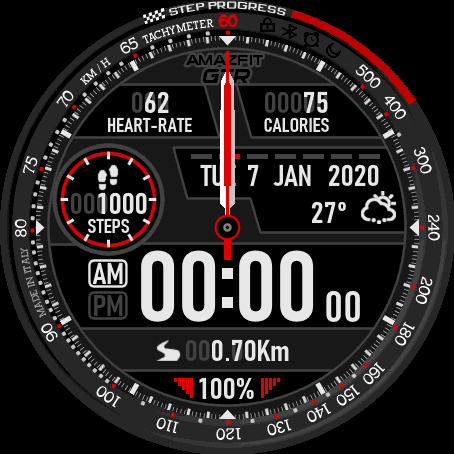 STEP PROGRESS
TACHYMETER 60
KM / H 65
70
75
80
90
100
110
120
130
140
150
160
180
200
220
240
300
400
500
MADE IN ITALY
AMAZFIT
GTR
062
HEART-RATE
00075
CALORIES
TUE 7 JAN 2020
27°
001000
STEPS
AM
PM
00:00 00
000.70Km
100%